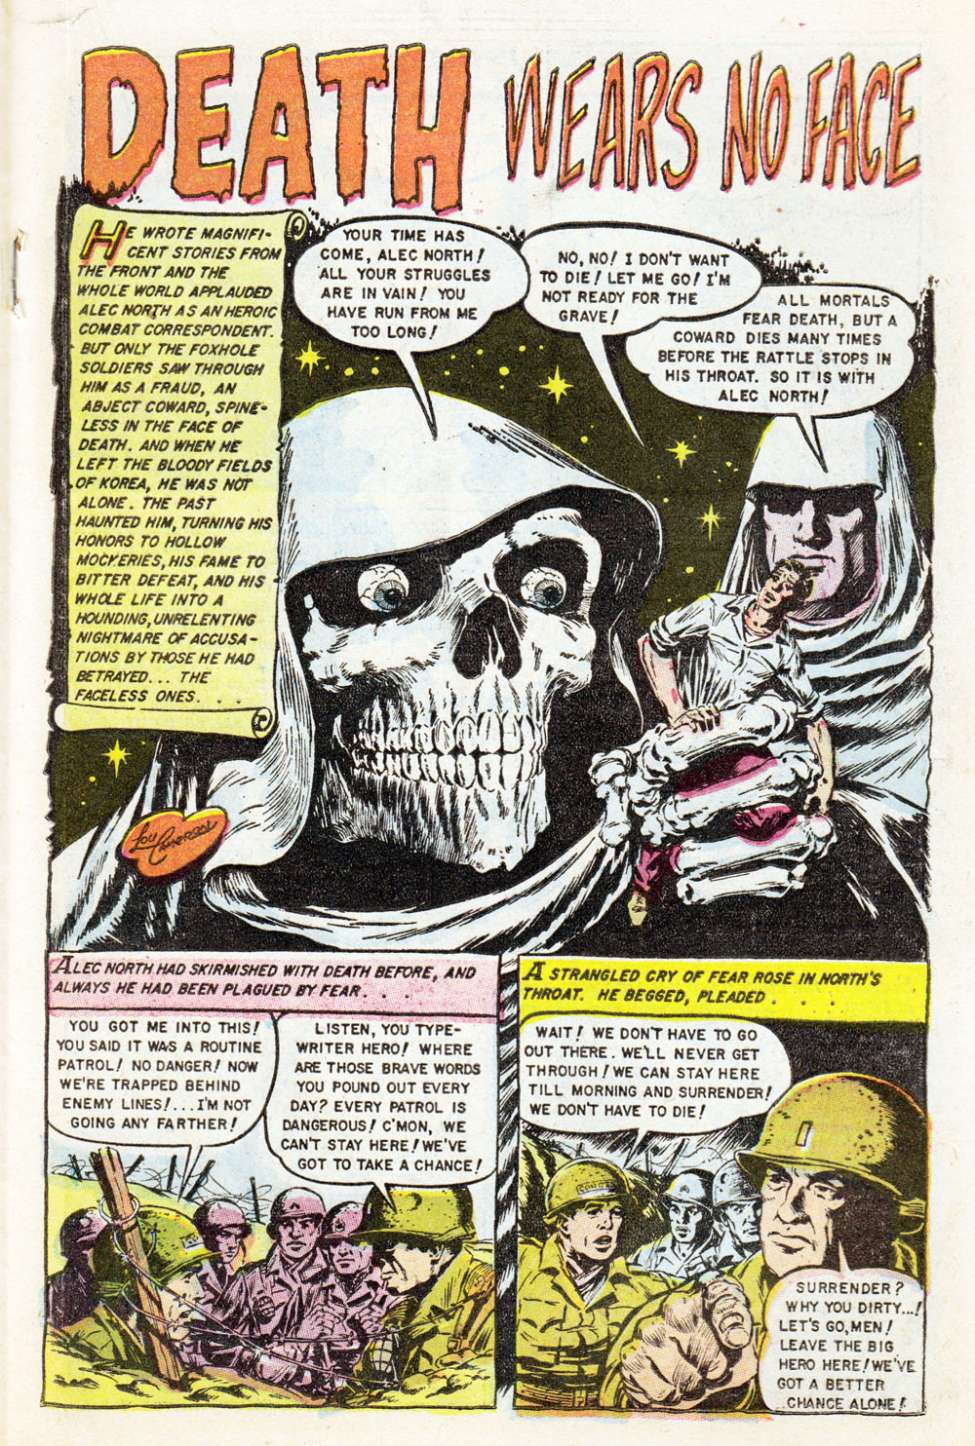 DEATH WEARS NO FACE
HE WROTE MAGNIFI-
CENT STORIES FROM
THE FRONT AND THE
WHOLE WORLD APPLAUDED
ALEC NORTH AS AN HEROIC
COMBAT CORRESPONDENT.
BUT ONLY THE FOXHOLE
SOLDIERS SAW THROUGH
HIM AS A FRAUD, AN
ABJECT COWARD, SPINE-
LESS IN THE FACE OF
DEATH. AND WHEN HE
LEFT THE BLOODY FIELDS
OF KOREA, HE WAS NOT
ALONE. THE PAST
HAUNTED HIM, TURNING HIS
HONORS TO HOLLOW
MOCKERIES, HIS FAME TO
BITTER DEFEAT, AND HIS
WHOLE LIFE INTO A
HOUNDING, UNRELENTING
NIGHTMARE OF ACCUSA-
TIONS BY THOSE HE HAD
BETRAYED... THE
FACELESS ONES. . .
YOUR TIME HAS
COME, ALEC NORTH!
ALL YOUR STRUGGLES
ARE IN VAIN! YOU
HAVE RUN FROM ME
TOO LONG!
NO, NO! I DON'T WANT
TO DIE! LET ME GO! I'M
NOT READY FOR THE
GRAVE!
ALL MORTALS
FEAR DEATH, BUT A
COWARD DIES MANY TIMES
BEFORE THE RATTLE STOPS IN
HIS THROAT. SO IT IS WITH
ALEC NORTH!
Lou
Cameron
ALEC NORTH HAD SKIRMISHED WITH DEATH BEFORE, AND
ALWAYS HE HAD BEEN PLAGUED BY FEAR . . .
YOU GOT ME INTO THIS!
YOU SAID IT WAS A ROUTINE
PATROL! NO DANGER! NOW
WE'RE TRAPPED BEHIND
ENEMY LINES!...I'M NOT
GOING ANY FARTHER!
LISTEN, YOU TYPE-
WRITER HERO! WHERE
ARE THOSE BRAVE WORDS
YOU POUND OUT EVERY
DAY? EVERY PATROL IS
DANGEROUS! C'MON, WE
CAN'T STAY HERE! WE'VE
GOT TO TAKE A CHANCE!
A STRANGLED CRY OF FEAR ROSE IN NORTH'S
THROAT. HE BEGGED, PLEADED . . . .
WAIT! WE DON'T HAVE TO GO
OUT THERE. WE'LL NEVER GET
THROUGH! WE CAN STAY HERE
TILL MORNING AND SURRENDER!
WE DON'T HAVE TO DIE!
SURRENDER?
WHY YOU DIRTY...!
LET'S GO, MEN!
LEAVE THE BIG
HERO HERE! WE'VE
GOT A BETTER
CHANCE ALONE!